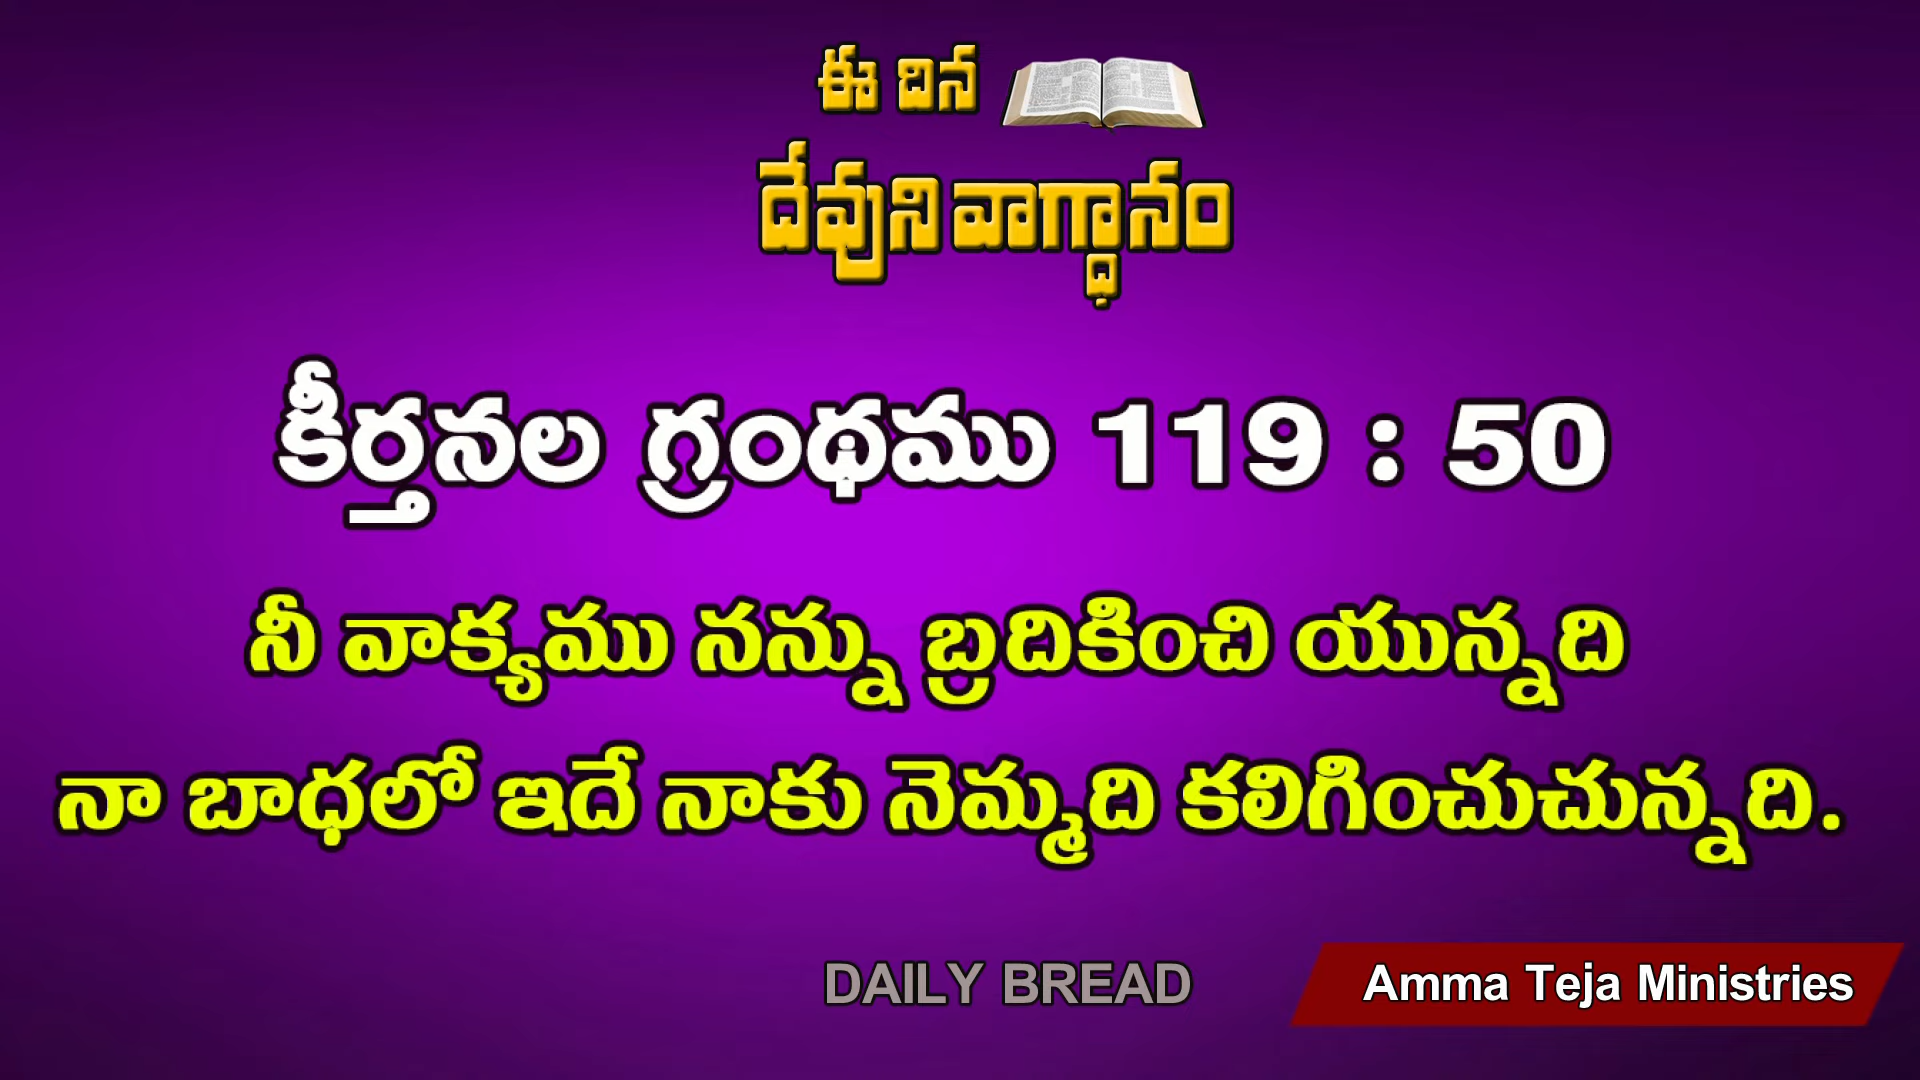 ఈ దిన
దేవుని వాగ్ధానం
కీర్తనల గ్రంథము 119 : 50
నీ వాక్యము నన్ను బ్రదికించి యున్నది
నా బాధలో ఇదే నాకు నెమ్మది కలిగించుచున్నది.
DAILY BREAD
Amma Teja Ministries